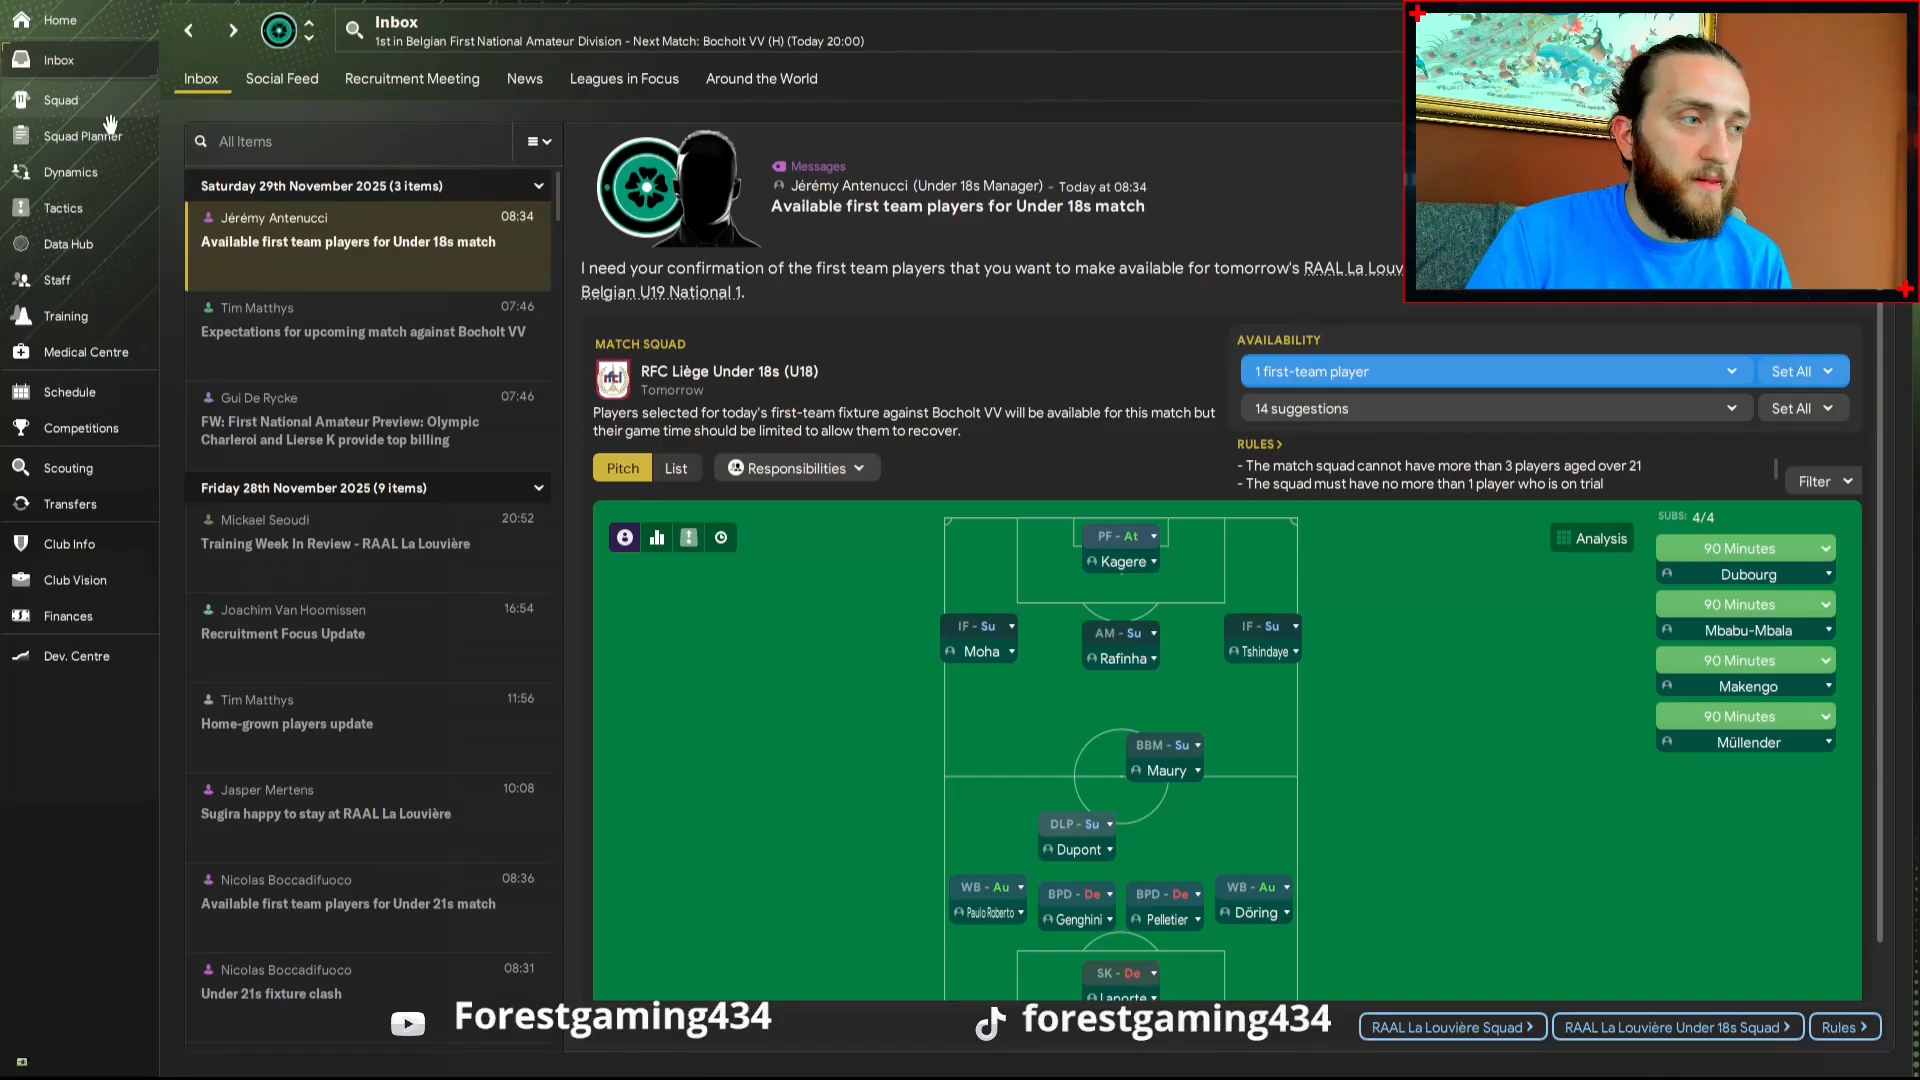 Home
Inbox
Squad
Squad Planner
Dynamics
Tactics
Data Hub
Staff
Training
Medical Centre
Schedule
Competitions
Scouting
Transfers
Club Info
Club Vision
Finances
Dev. Centre
Inbox
1st in Belgian First National Amateur Division - Next Match: Bocholt VV (H) (Today 20:00)
Inbox
Social Feed
Recruitment Meeting
News
Leagues in Focus
Around the World
All Items
Saturday 29th November 2025 (3 items)
Jérémy Antenucci 08:34
Available first team players for Under 18s match
Tim Matthys 07:46
Expectations for upcoming match against Bocholt VV
Gui De Rycke 07:46
FW: First National Amateur Preview: Olympic
Charleroi and Lierse K provide top billing
Friday 28th November 2025 (9 items)
Mickael Seoudi 20:52
Training Week In Review - RAAL La Louvière
Joachim Van Hoomissen 16:54
Recruitment Focus Update
Tim Matthys 11:56
Home-grown players update
Jasper Mertens 10:08
Sugira happy to stay at RAAL La Louvière
Nicolas Boccadifuoco 08:36
Available first team players for Under 21s match
Nicolas Boccadifuoco 08:31
Under 21s fixture clash
Messages
Jérémy Antenucci (Under 18s Manager) - Today at 08:34
Available first team players for Under 18s match
I need your confirmation of the first team players that you want to make available for tomorrow's RAAL La Louv
Belgian U19 National 1.
MATCH SQUAD
rfcl
RFC Liège Under 18s (U18)
Tomorrow
Players selected for today's first-team fixture against Bocholt VV will be available for this match but
their game time should be limited to allow them to recover.
Pitch
List
Responsibilities
AVAILABILITY
1 first-team player Set All
14 suggestions Set All
RULES >
- The match squad cannot have more than 3 players aged over 21
- The squad must have no more than 1 player who is on trial
Filter
Analysis
SUBS: 4/4
90 Minutes
Dubourg
90 Minutes
Mbabu-Mbala
90 Minutes
Makengo
90 Minutes
Müllender
PF - At
Kagere
IF - Su
Moha
AM - Su
Rafinha
IF - Su
Tshindaye
BBM - Su
Maury
DLP - Su
Dupont
WB - Au
Paulo Roberto
BPD - De
Genghini
BPD - De
Pelletier
WB - Au
Döring
SK - De
Laporte
Forestgaming434
forestgaming434
RAAL La Louvière Squad >
RAAL La Louvière Under 18s Squad >
Rules >